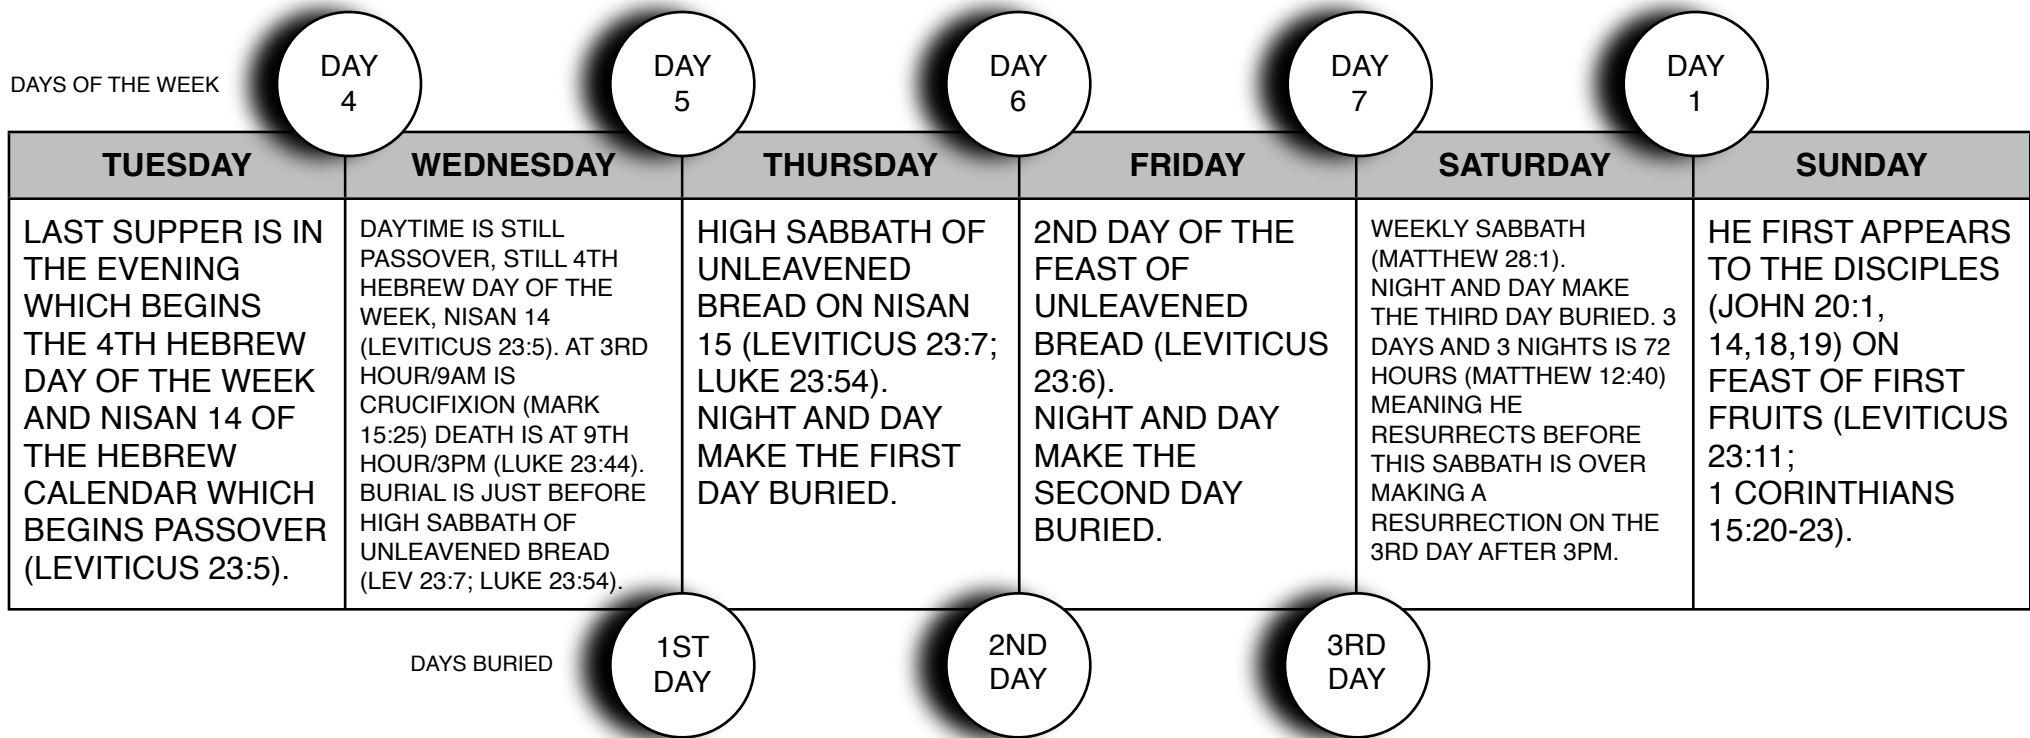 DAYS OF THE WEEK
DAY
4
DAY
5
DAY
6
DAY
7
DAY
1
TUESDAY
WEDNESDAY
THURSDAY
FRIDAY
SATURDAY
SUNDAY
LAST SUPPER IS IN
THE EVENING
WHICH BEGINS
THE 4TH HEBREW
DAY OF THE WEEK
AND NISAN 14 OF
THE HEBREW
CALENDAR WHICH
BEGINS PASSOVER
(LEVITICUS 23:5).
DAYTIME IS STILL
PASSOVER, STILL 4TH
HEBREW DAY OF THE
WEEK, NISAN 14
(LEVITICUS 23:5). AT 3RD
HOUR/9AM IS
CRUCIFIXION (MARK
15:25) DEATH IS AT 9TH
HOUR/3PM (LUKE 23:44).
BURIAL IS JUST BEFORE
HIGH SABBATH OF
UNLEAVENED BREAD
(LEV 23:7; LUKE 23:54).
HIGH SABBATH OF
UNLEAVENED
BREAD ON NISAN
15 (LEVITICUS 23:7;
LUKE 23:54).
NIGHT AND DAY
MAKE THE FIRST
DAY BURIED.
2ND DAY OF THE
FEAST OF
UNLEAVENED
BREAD (LEVITICUS
23:6).
NIGHT AND DAY
MAKE THE
SECOND DAY
BURIED.
WEEKLY SABBATH
(MATTHEW 28:1).
NIGHT AND DAY MAKE
THE THIRD DAY BURIED. 3
DAYS AND 3 NIGHTS IS 72
HOURS (MATTHEW 12:40)
MEANING HE
RESURRECTS BEFORE
THIS SABBATH IS OVER
MAKING A
RESURRECTION ON THE
3RD DAY AFTER 3PM.
HE FIRST APPEARS
TO THE DISCIPLES
(JOHN 20:1,
14,18,19) ON
FEAST OF FIRST
FRUITS (LEVITICUS
23:11;
1 CORINTHIANS
15:20-23).
DAYS BURIED
1ST
DAY
2ND
DAY
3RD
DAY